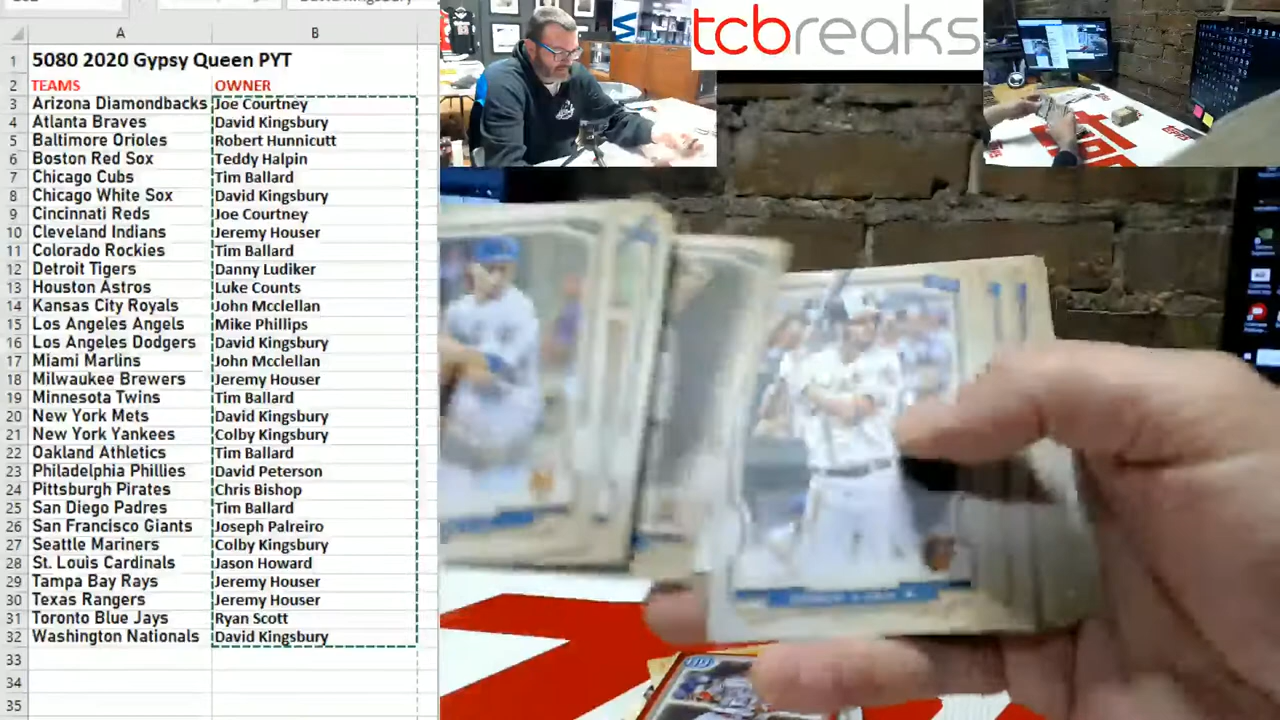 5080 2020 Gypsy Queen PYT
TEAMS OWNER
Arizona Diamondbacks Joe Courtney
Atlanta Braves David Kingsbury
Baltimore Orioles Robert Hunnicutt
Boston Red Sox Teddy Halpin
Chicago Cubs Tim Ballard
Chicago White Sox David Kingsbury
Cincinnati Reds Joe Courtney
Cleveland Indians Jeremy Houser
Colorado Rockies Tim Ballard
Detroit Tigers Danny Ludiker
Houston Astros Luke Counts
Kansas City Royals John Mcclellan
Los Angeles Angels Mike Phillips
Los Angeles Dodgers David Kingsbury
Miami Marlins John Mcclellan
Milwaukee Brewers Jeremy Houser
Minnesota Twins Tim Ballard
New York Mets David Kingsbury
New York Yankees Colby Kingsbury
Oakland Athletics Tim Ballard
Philadelphia Phillies David Peterson
Pittsburgh Pirates Chris Bishop
San Diego Padres Tim Ballard
San Francisco Giants Joseph Palreiro
Seattle Mariners Colby Kingsbury
St. Louis Cardinals Jason Howard
Tampa Bay Rays Jeremy Houser
Texas Rangers Jeremy Houser
Toronto Blue Jays Ryan Scott
Washington Nationals David Kingsbury
tcbreaks